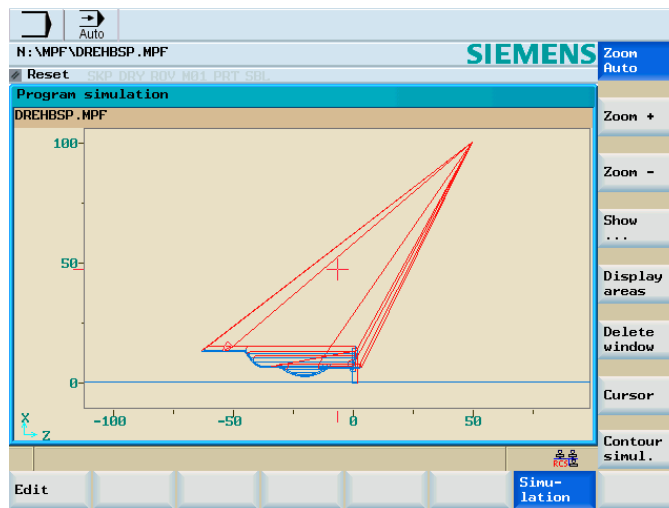 Auto
N:\MPF\DREHBSP.MPF
SIEMENS
Reset SKP DRY ROV M01 PRT SBL
Program simulation
DREHBSP.MPF
100
50
0
X
Z
-100
-50
0
50
RCS
Edit
Simu-
lation
Zoom
Auto
Zoom +
Zoom -
Show
...
Display
areas
Delete
window
Cursor
Contour
simul.